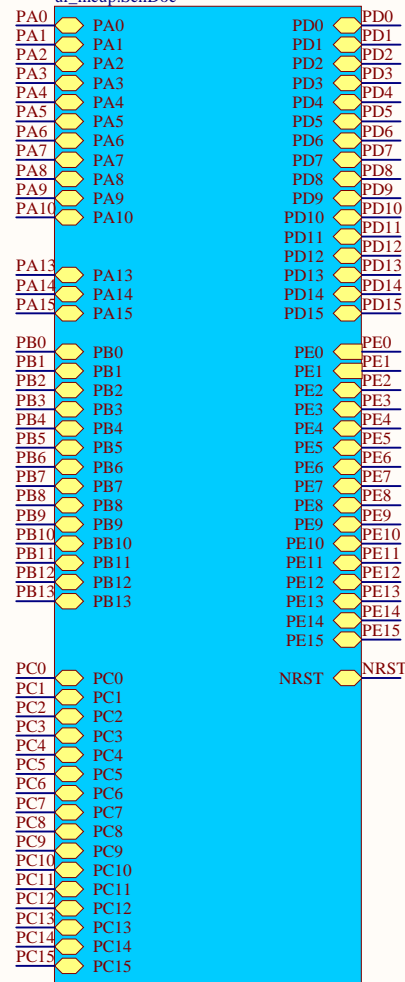 PA0 PA0 PD0 PD0
PA1 PA1 PD1 PD1
PA2 PA2 PD2 PD2
PA3 PA3 PD3 PD3
PA4 PA4 PD4 PD4
PA5 PA5 PD5 PD5
PA6 PA6 PD6 PD6
PA7 PA7 PD7 PD7
PA8 PA8 PD8 PD8
PA9 PA9 PD9 PD9
PA10 PA10 PD10 PD10
PD11 PD11
PD12 PD12
PA13 PA13 PD13 PD13
PA14 PA14 PD14 PD14
PA15 PA15 PD15 PD15
PB0 PB0 PE0 PE0
PB1 PB1 PE1 PE1
PB2 PB2 PE2 PE2
PB3 PB3 PE3 PE3
PB4 PB4 PE4 PE4
PB5 PB5 PE5 PE5
PB6 PB6 PE6 PE6
PB7 PB7 PE7 PE7
PB8 PB8 PE8 PE8
PB9 PB9 PE9 PE9
PB10 PB10 PE10 PE10
PB11 PB11 PE11 PE11
PB12 PB12 PE12 PE12
PB13 PB13 PE13 PE13
PE14 PE14
PE15 PE15
PC0 PC0 NRST NRST
PC1 PC1
PC2 PC2
PC3 PC3
PC4 PC4
PC5 PC5
PC6 PC6
PC7 PC7
PC8 PC8
PC9 PC9
PC10 PC10
PC11 PC11
PC12 PC12
PC13 PC13
PC14 PC14
PC15 PC15